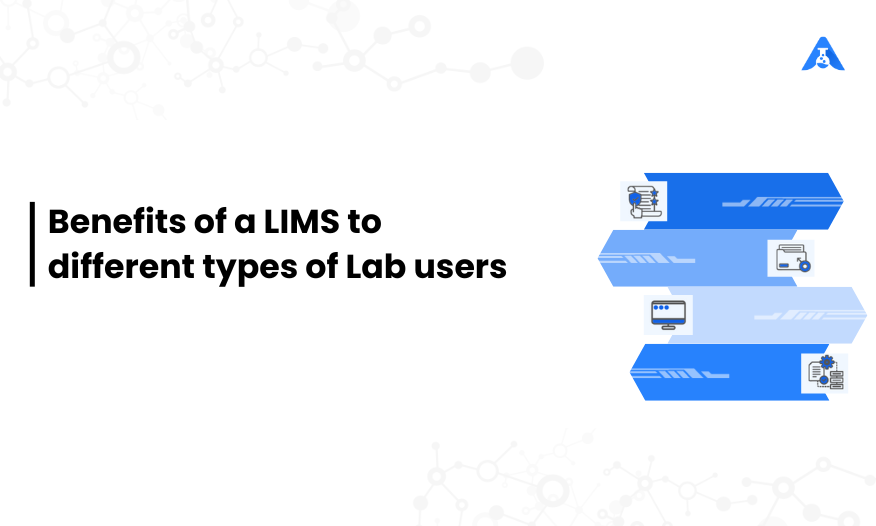 Benefits of a LIMS to
different types of Lab users